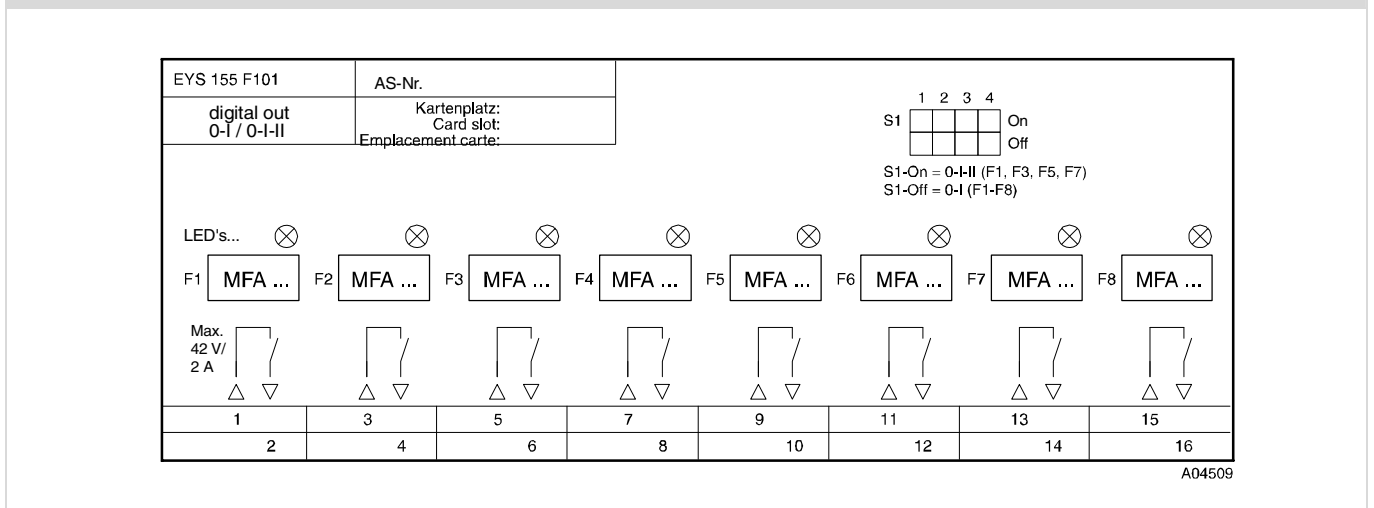 EYS 155 F101
AS-Nr.
digital out
0-I / 0-I-II
Kartenplatz:
Card slot:
Emplacement carte:
1 2 3 4
S1
On
Off
S1-On = 0-I-II (F1, F3, F5, F7)
S1-Off = 0-I (F1-F8)
LED's...
F1 MFA ... F2 MFA ... F3 MFA ... F4 MFA ... F5 MFA ... F6 MFA ... F7 MFA ... F8 MFA ...
Max.
42 V/
2 A
1 3 5 7 9 11 13 15
2 4 6 8 10 12 14 16
A04509